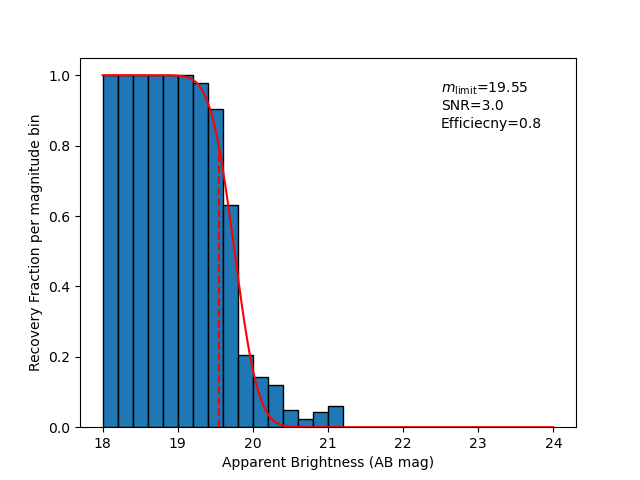 m_limit=19.55
SNR=3.0
Efficiecny=0.8
Recovery Fraction per magnitude bin
1.0
0.8
0.6
0.4
0.2
0.0
18 19 20 21 22 23 24
Apparent Brightness (AB mag)